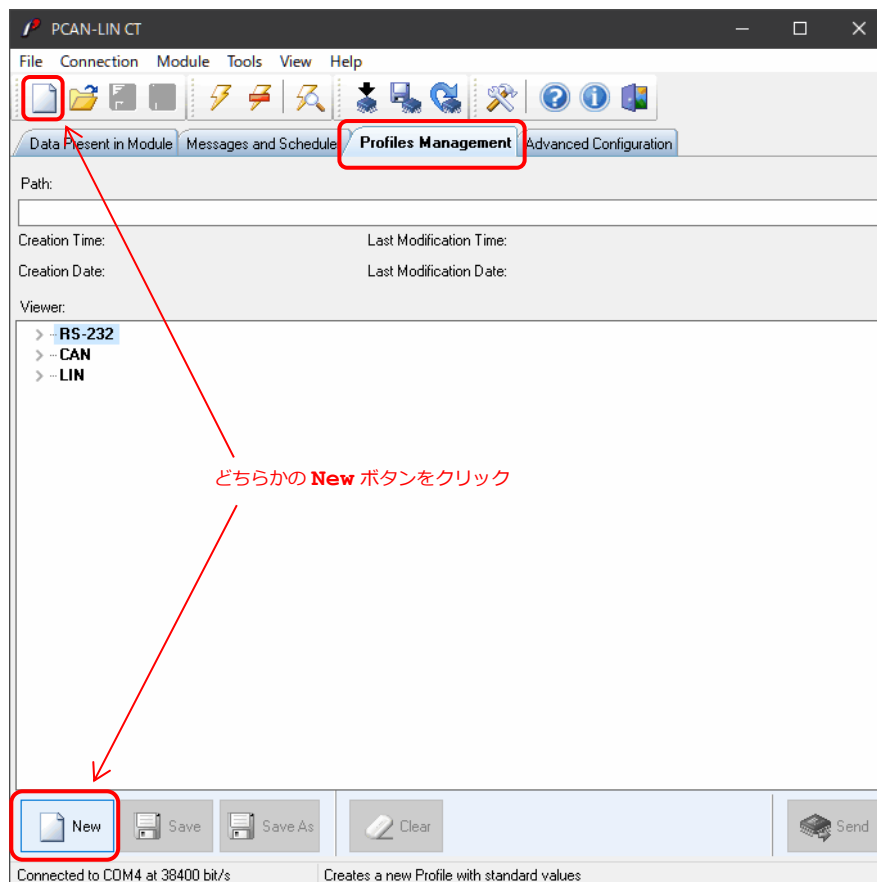 PCAN-LIN CT
File Connection Module Tools View Help
Data Present in Module Messages and Schedule Profiles Management Advanced Configuration
Path:
Creation Time: Last Modification Time:
Creation Date: Last Modification Date:
Viewer:
RS-232
CAN
LIN
どちらかの New ボタンをクリック
New Save Save As Clear Send
Connected to COM4 at 38400 bit/s Creates a new Profile with standard values